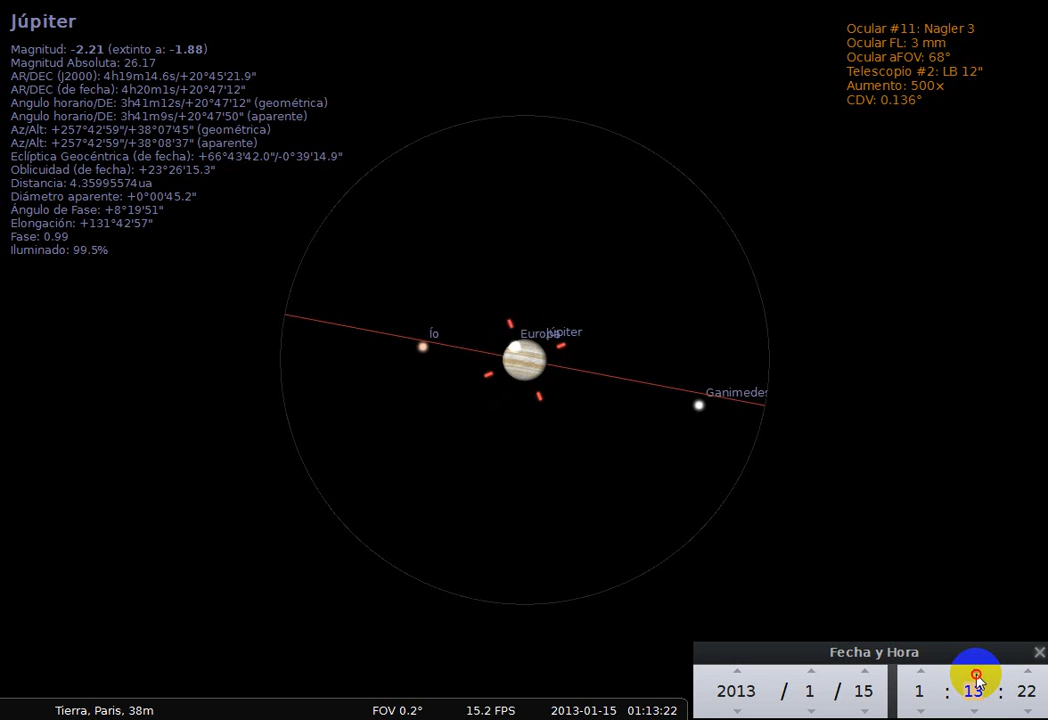 Júpiter
Magnitud: -2.21 (extinto a: -1.88)
Magnitud Absoluta: 26.17
AR/DEC (J2000): 4h19m14.6s/+20°45'21.9"
AR/DEC (de fecha): 4h20m1s/+20°47'12"
Angulo horario/DE: 3h41m12s/+20°47'12" (geométrica)
Angulo horario/DE: 3h41m9s/+20°47'50" (aparente)
Az/Alt: +257°42'59"/+38°07'45" (geométrica)
Az/Alt: +257°42'59"/+38°08'37" (aparente)
Eclíptica Geocéntrica (de fecha): +66°43'42.0"/-0°39'14.9"
Oblicuidad (de fecha): +23°26'15.3"
Distancia: 4.35995574ua
Diámetro aparente: +0°00'45.2"
Ángulo de Fase: +8°19'51"
Elongación: +131°42'57"
Fase: 0.99
Iluminado: 99.5%
Ocular #11: Nagler 3
Ocular FL: 3 mm
Ocular aFOV: 68°
Telescopio #2: LB 12"
Aumento: 500×
CDV: 0.136°
Ío
Europa
Júpiter
Ganimedes
Fecha y Hora
2013 / 1 / 15 1 : 13 : 22
Tierra, Paris, 38m FOV 0.2° 15.2 FPS 2013-01-15 01:13:22